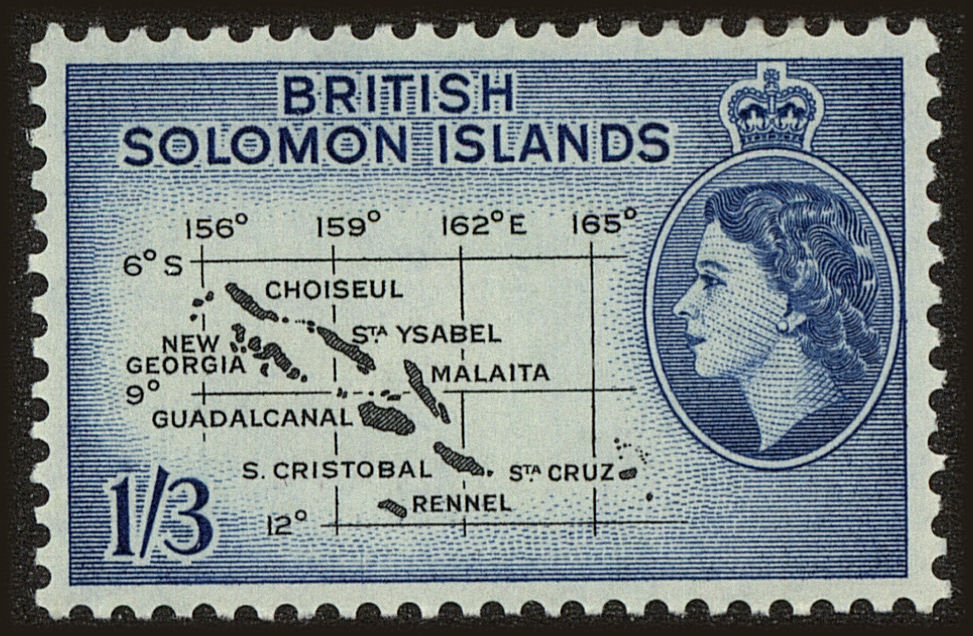 BRITISH
SOLOMON ISLANDS
156° 159° 162° E 165°
6° S
CHOISEUL
STA YSABEL
NEW
GEORGIA
MALAITA
9°
GUADALCANAL
S. CRISTOBAL
STA CRUZ
RENNEL
12°
1/3